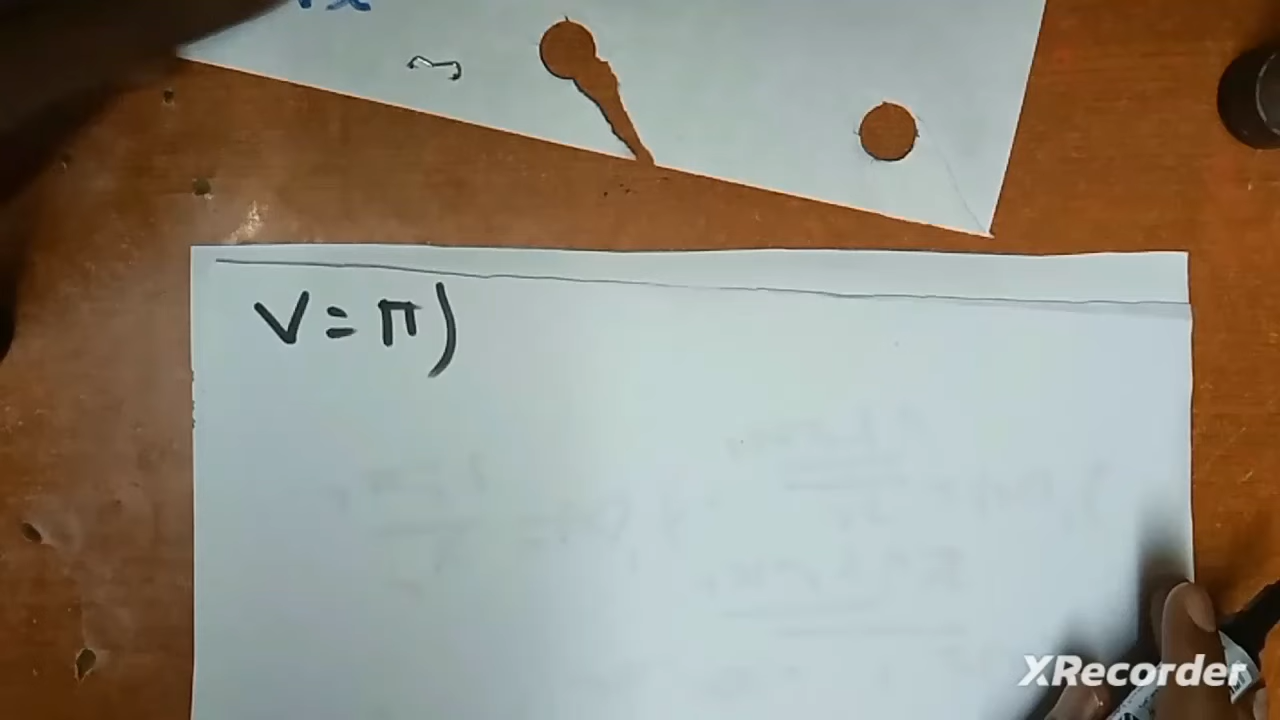 V = π)
XRecorder